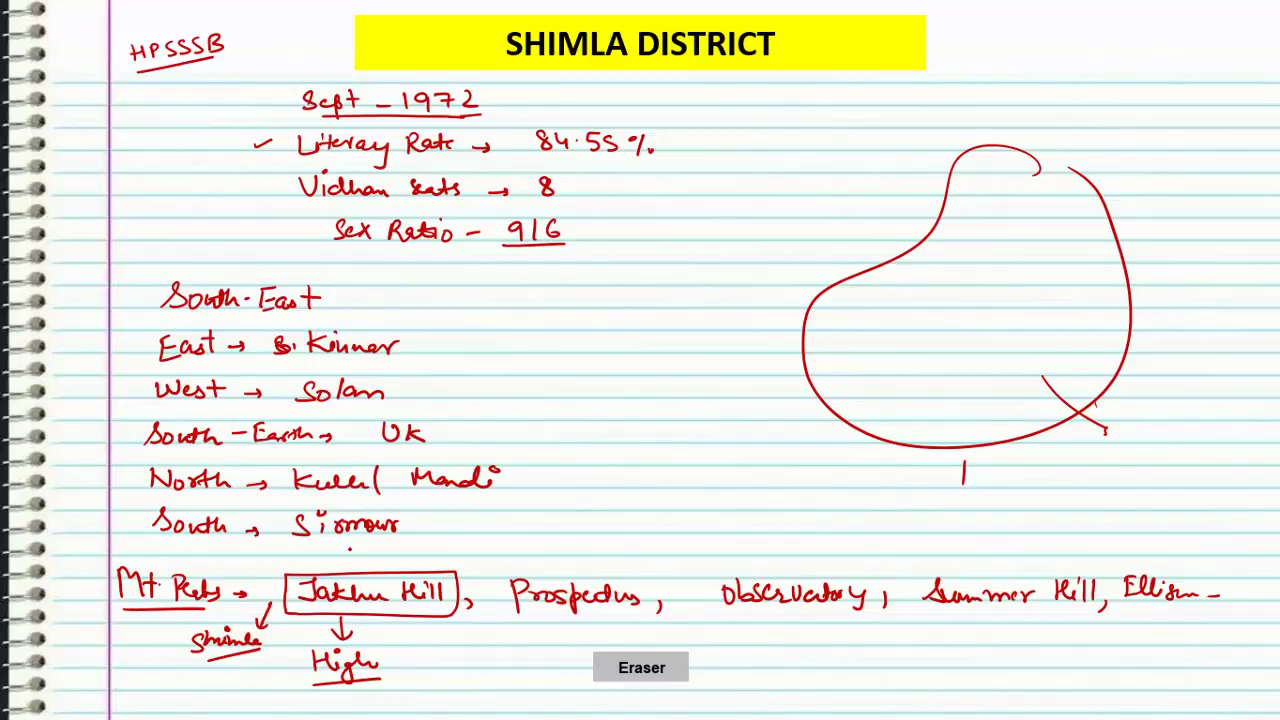 HPSSSB
SHIMLA DISTRICT
Sept - 1972
Literay Rate → 84.55 %.
Vidhan seats → 8
Sex Ratio - 916
South-East
East → Kinner
West → Solan
South - Earth → UK
North → Kullu( Mandi
South → Sirmour
Mt. → Jakhu Hill, Prospectus, Observatory, Summer Hill, Ellism -
Shimla
High
Eraser